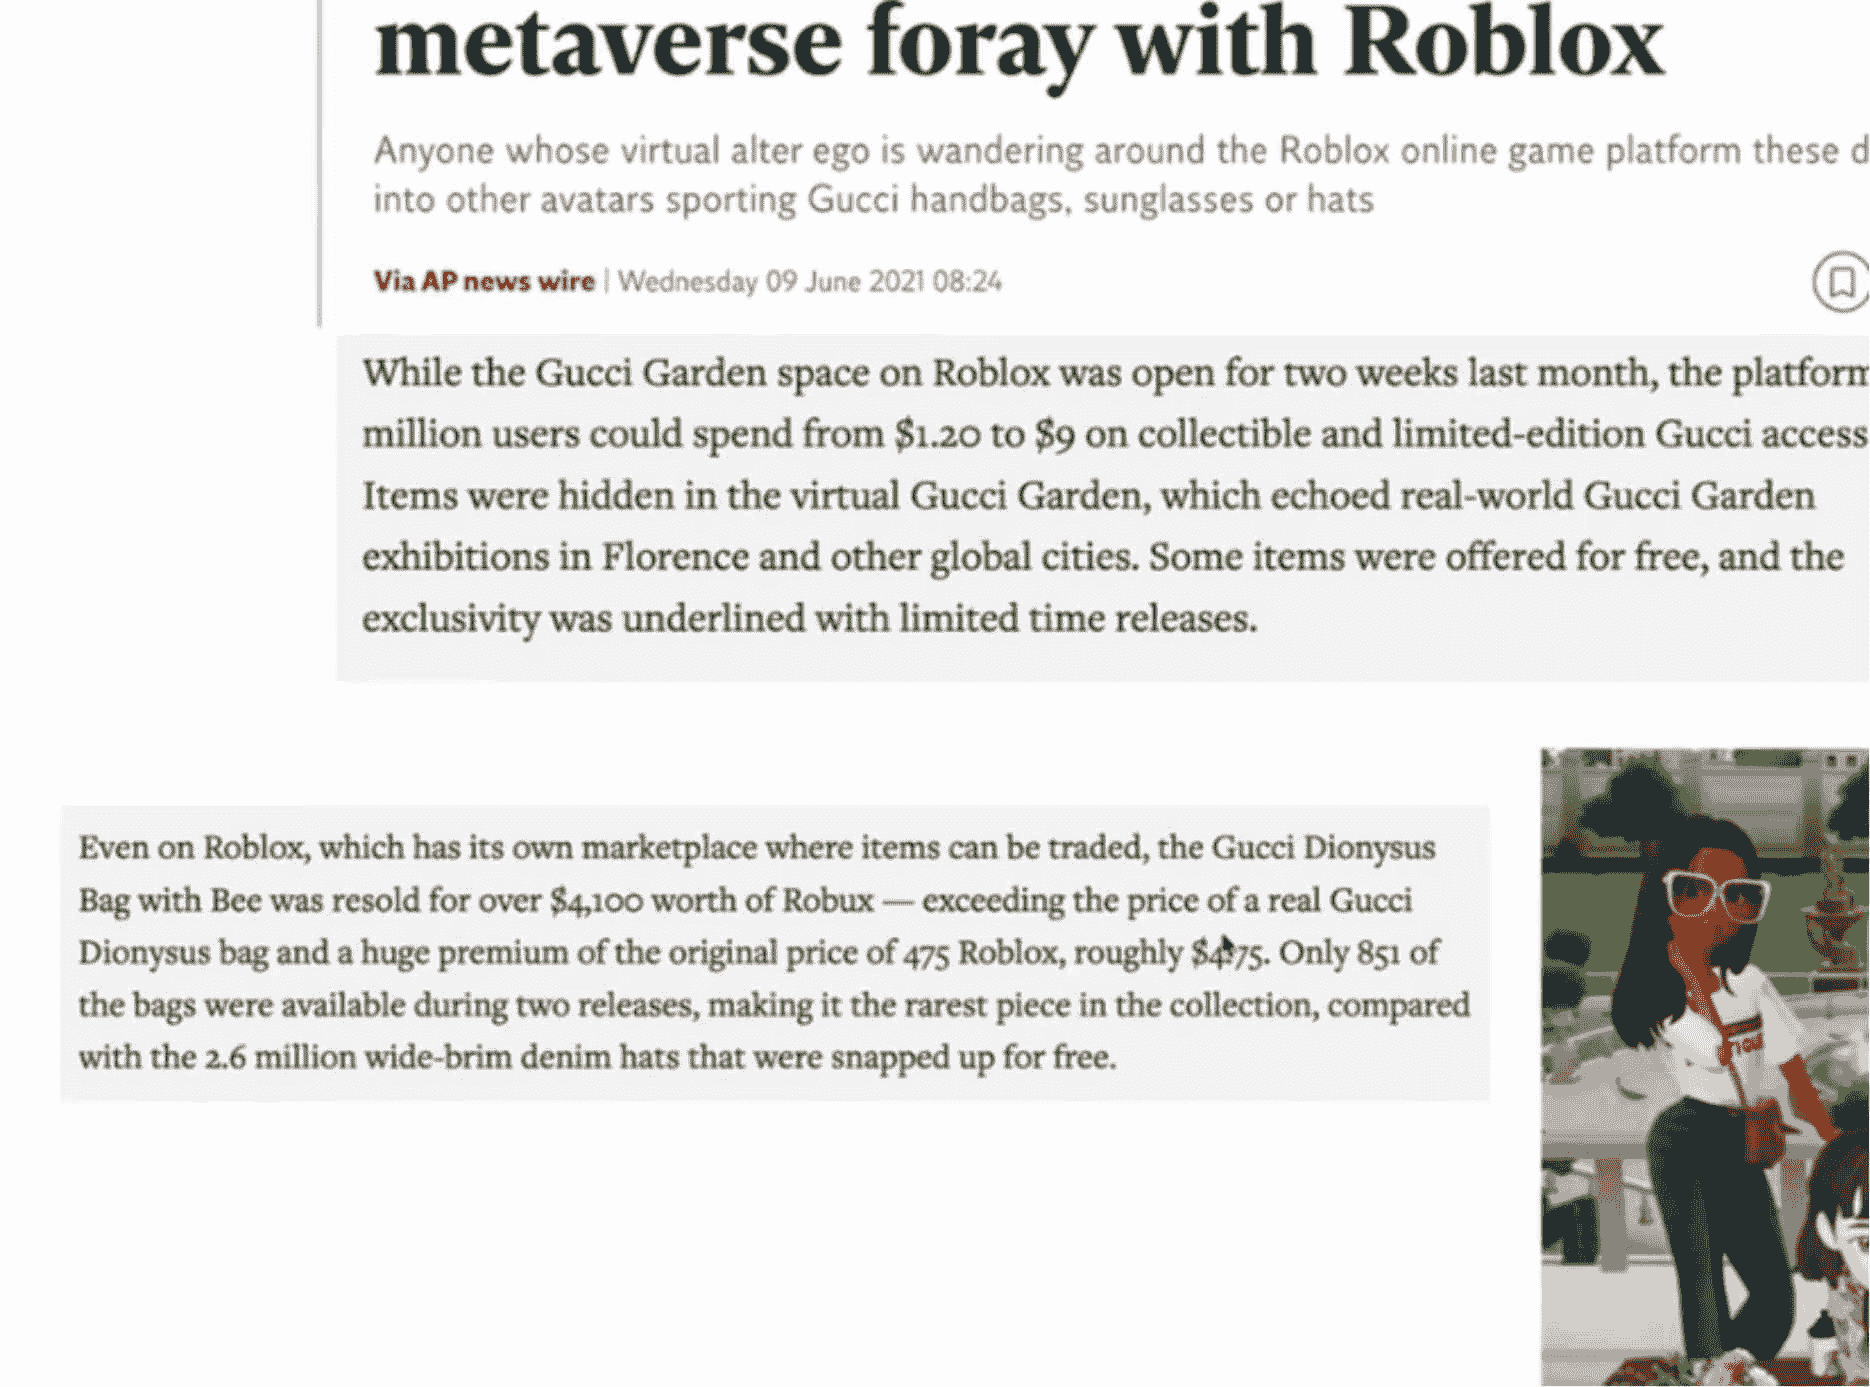 metaverse foray with Roblox
Anyone whose virtual alter ego is wandering around the Roblox online game platform these d
into other avatars sporting Gucci handbags, sunglasses or hats
Via AP news wire | Wednesday 09 June 2021 08:24
While the Gucci Garden space on Roblox was open for two weeks last month, the platform
million users could spend from $1.20 to $9 on collectible and limited-edition Gucci access
Items were hidden in the virtual Gucci Garden, which echoed real-world Gucci Garden
exhibitions in Florence and other global cities. Some items were offered for free, and the
exclusivity was underlined with limited time releases.
Even on Roblox, which has its own marketplace where items can be traded, the Gucci Dionysus
Bag with Bee was resold for over $4,100 worth of Robux — exceeding the price of a real Gucci
Dionysus bag and a huge premium of the original price of 475 Roblox, roughly $4.75. Only 851 of
the bags were available during two releases, making it the rarest piece in the collection, compared
with the 2.6 million wide-brim denim hats that were snapped up for free.